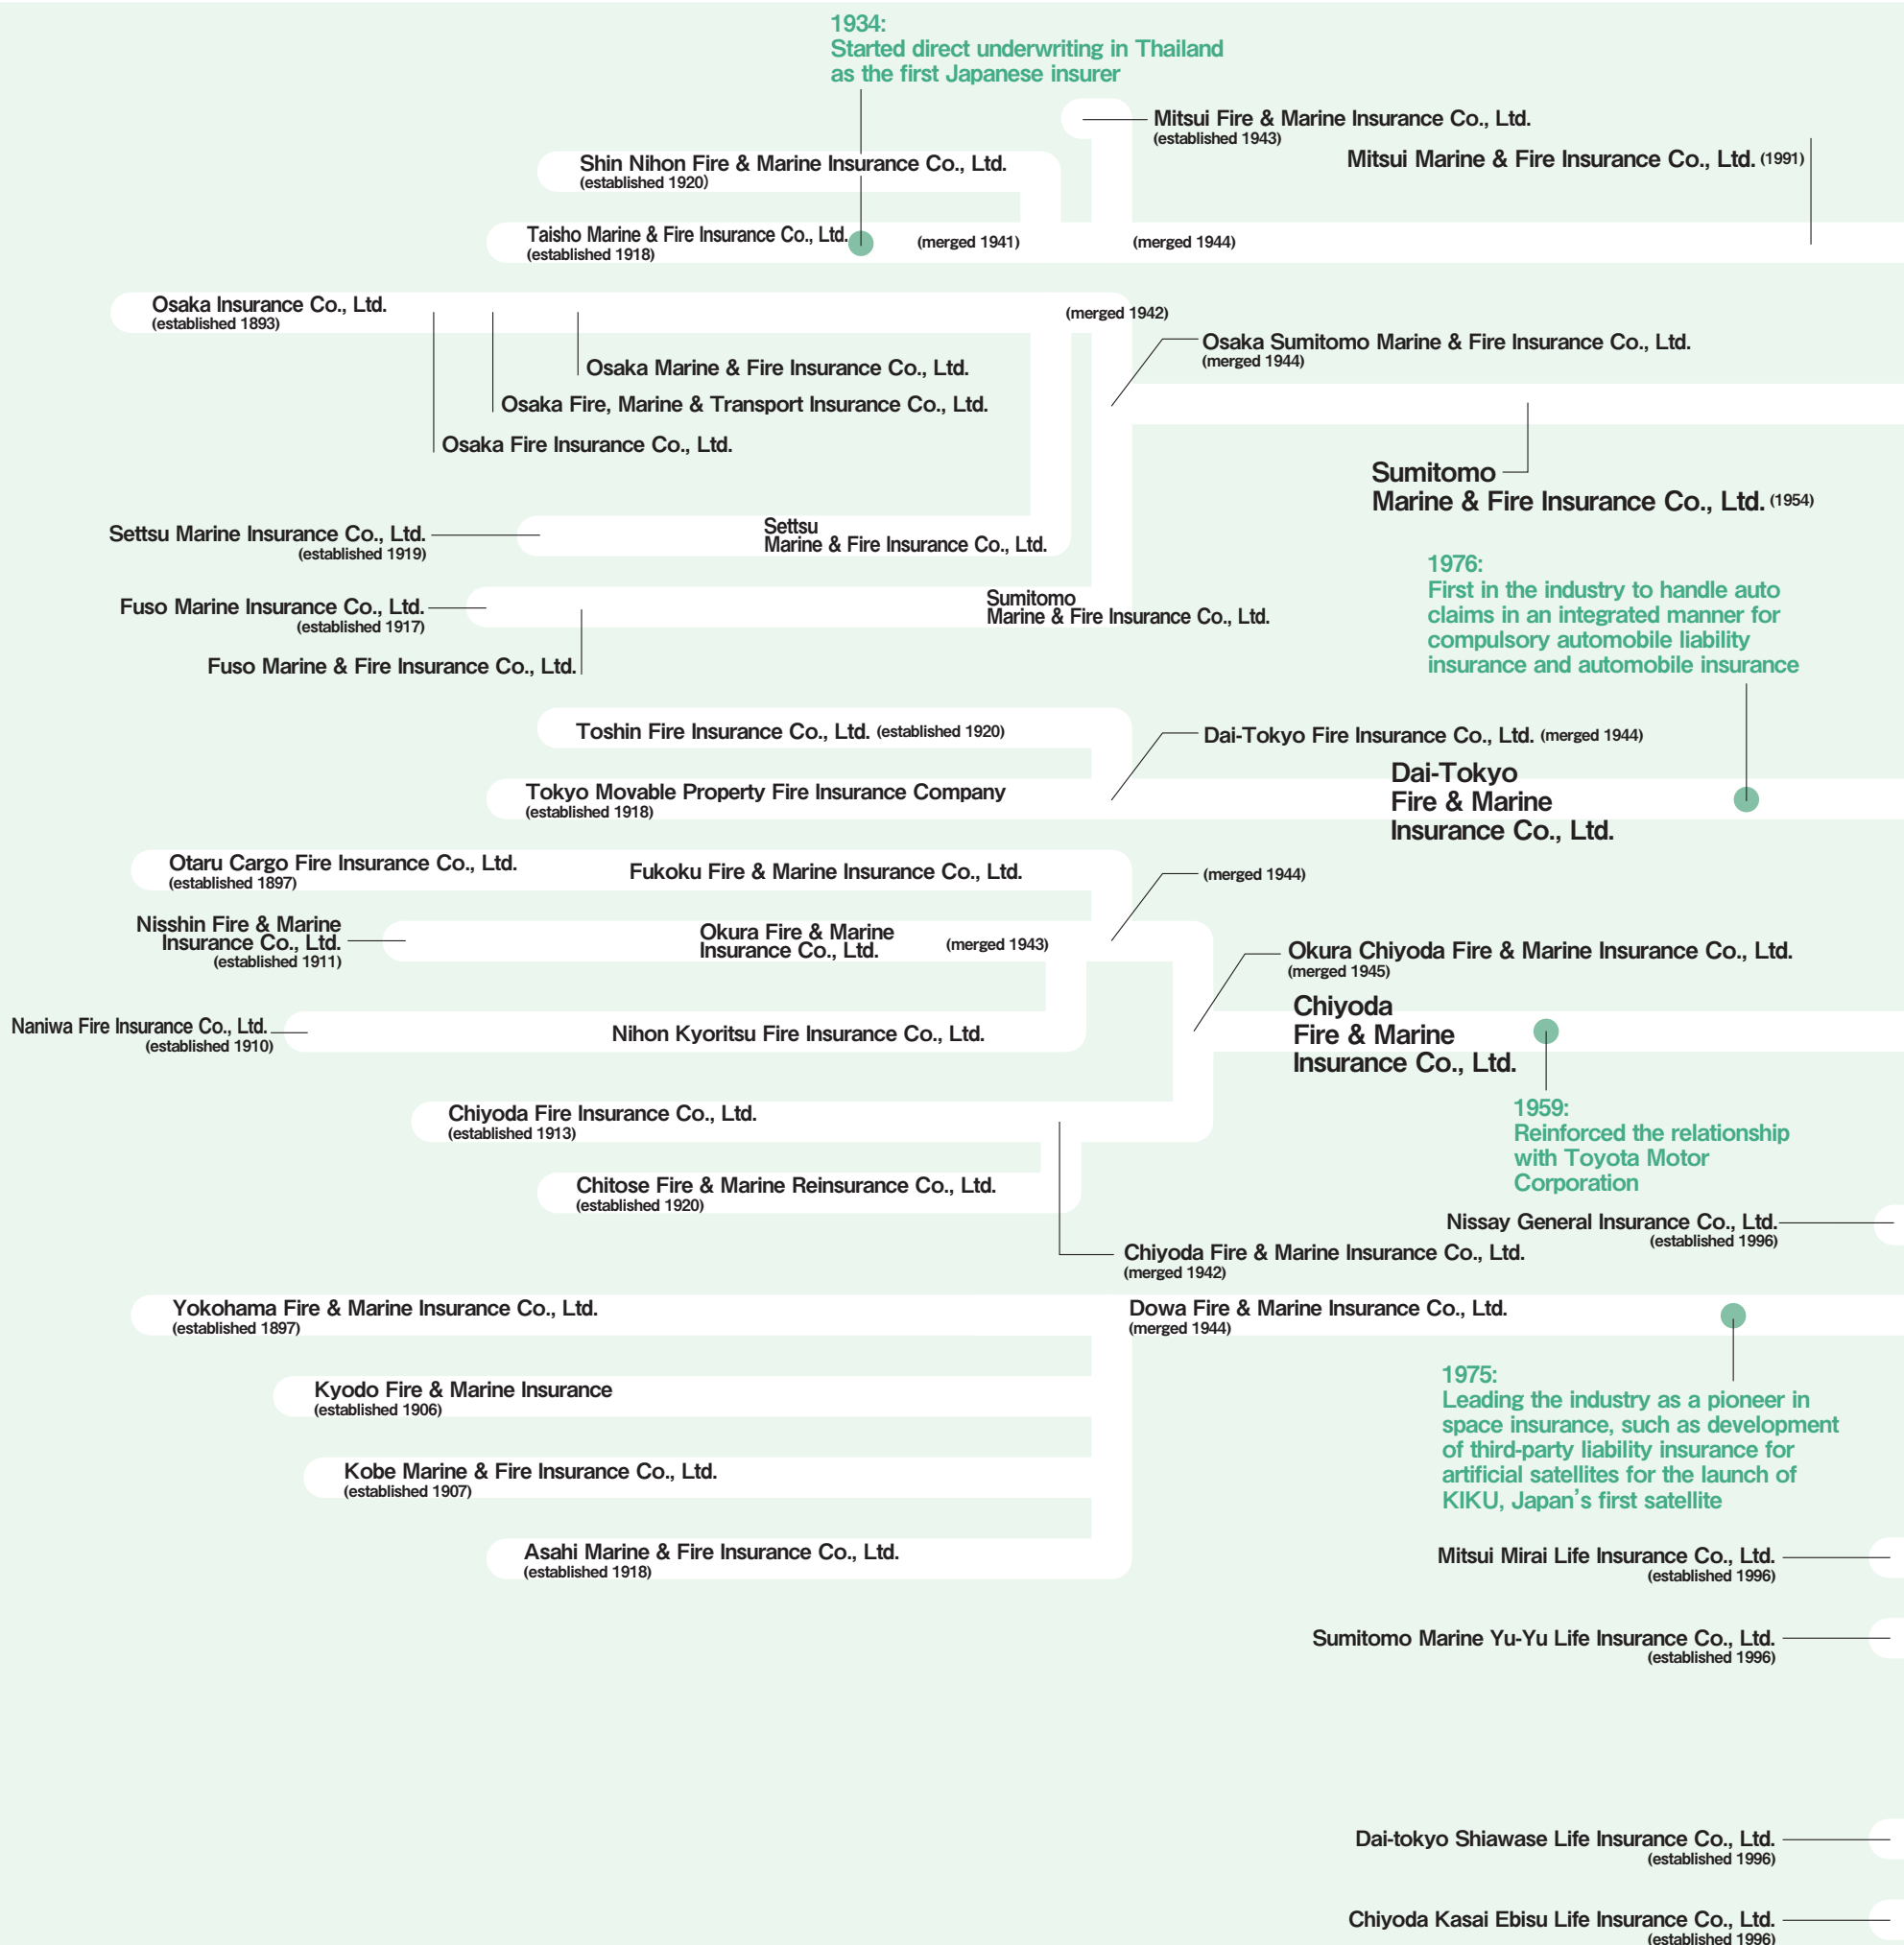 1934:
Started direct underwriting in Thailand
as the first Japanese insurer
Mitsui Fire & Marine Insurance Co., Ltd.
(established 1943)
Mitsui Marine & Fire Insurance Co., Ltd. (1991)
Shin Nihon Fire & Marine Insurance Co., Ltd.
(established 1920)
Taisho Marine & Fire Insurance Co., Ltd.
(established 1918)
(merged 1941)
(merged 1944)
Osaka Insurance Co., Ltd.
(established 1893)
(merged 1942)
Osaka Sumitomo Marine & Fire Insurance Co., Ltd.
(merged 1944)
Osaka Marine & Fire Insurance Co., Ltd.
Osaka Fire, Marine & Transport Insurance Co., Ltd.
Osaka Fire Insurance Co., Ltd.
Sumitomo
Marine & Fire Insurance Co., Ltd. (1954)
Settsu Marine Insurance Co., Ltd.
(established 1919)
Settsu
Marine & Fire Insurance Co., Ltd.
1976:
First in the industry to handle auto
claims in an integrated manner for
compulsory automobile liability
insurance and automobile insurance
Fuso Marine Insurance Co., Ltd.
(established 1917)
Sumitomo
Marine & Fire Insurance Co., Ltd.
Fuso Marine & Fire Insurance Co., Ltd.
Toshin Fire Insurance Co., Ltd. (established 1920)
Dai-Tokyo Fire Insurance Co., Ltd. (merged 1944)
Dai-Tokyo
Fire & Marine
Insurance Co., Ltd.
Tokyo Movable Property Fire Insurance Company
(established 1918)
Otaru Cargo Fire Insurance Co., Ltd.
(established 1897)
Fukoku Fire & Marine Insurance Co., Ltd.
(merged 1944)
Nisshin Fire & Marine
Insurance Co., Ltd.
(established 1911)
Okura Fire & Marine
Insurance Co., Ltd.
(merged 1943)
Okura Chiyoda Fire & Marine Insurance Co., Ltd.
(merged 1945)
Chiyoda
Fire & Marine
Insurance Co., Ltd.
Naniwa Fire Insurance Co., Ltd.
(established 1910)
Nihon Kyoritsu Fire Insurance Co., Ltd.
1959:
Reinforced the relationship
with Toyota Motor
Corporation
Chiyoda Fire Insurance Co., Ltd.
(established 1913)
Chitose Fire & Marine Reinsurance Co., Ltd.
(established 1920)
Nissay General Insurance Co., Ltd.
(established 1996)
Chiyoda Fire & Marine Insurance Co., Ltd.
(merged 1942)
Yokohama Fire & Marine Insurance Co., Ltd.
(established 1897)
Dowa Fire & Marine Insurance Co., Ltd.
(merged 1944)
1975:
Leading the industry as a pioneer in
space insurance, such as development
of third-party liability insurance for
artificial satellites for the launch of
KIKU, Japan's first satellite
Kyodo Fire & Marine Insurance
(established 1906)
Kobe Marine & Fire Insurance Co., Ltd.
(established 1907)
Asahi Marine & Fire Insurance Co., Ltd.
(established 1918)
Mitsui Mirai Life Insurance Co., Ltd.
(established 1996)
Sumitomo Marine Yu-Yu Life Insurance Co., Ltd.
(established 1996)
Dai-tokyo Shiawase Life Insurance Co., Ltd.
(established 1996)
Chiyoda Kasai Ebisu Life Insurance Co., Ltd.
(established 1996)